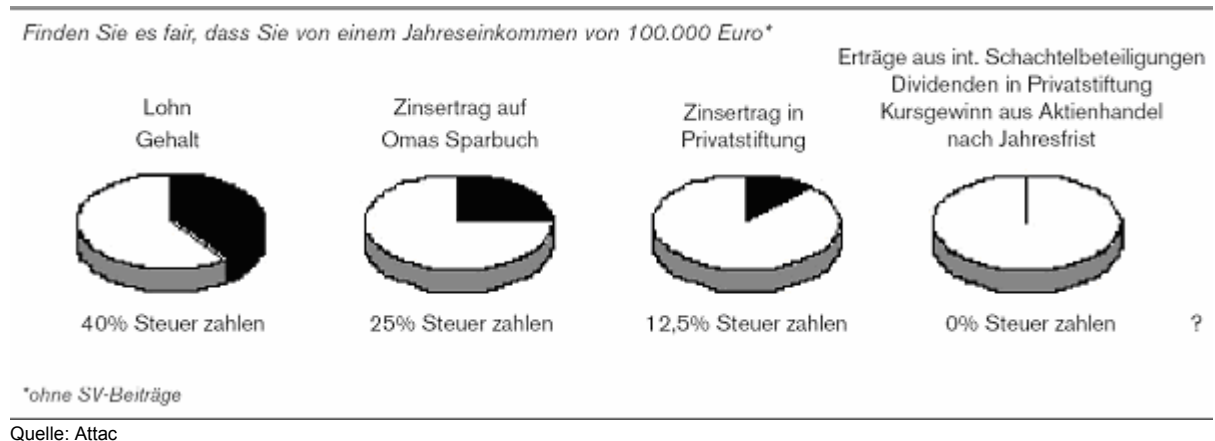 Finden Sie es fair, dass Sie von einem Jahreseinkommen von 100.000 Euro*
Lohn
Gehalt
Zinsertrag auf
Omas Sparbuch
Zinsertrag in
Privatstiftung
Erträge aus int. Schachtelbeteiligungen
Dividenden in Privatstiftung
Kursgewinn aus Aktienhandel
nach Jahresfrist
40% Steuer zahlen
25% Steuer zahlen
12,5% Steuer zahlen
0% Steuer zahlen ?
*ohne SV-Beiträge
Quelle: Attac